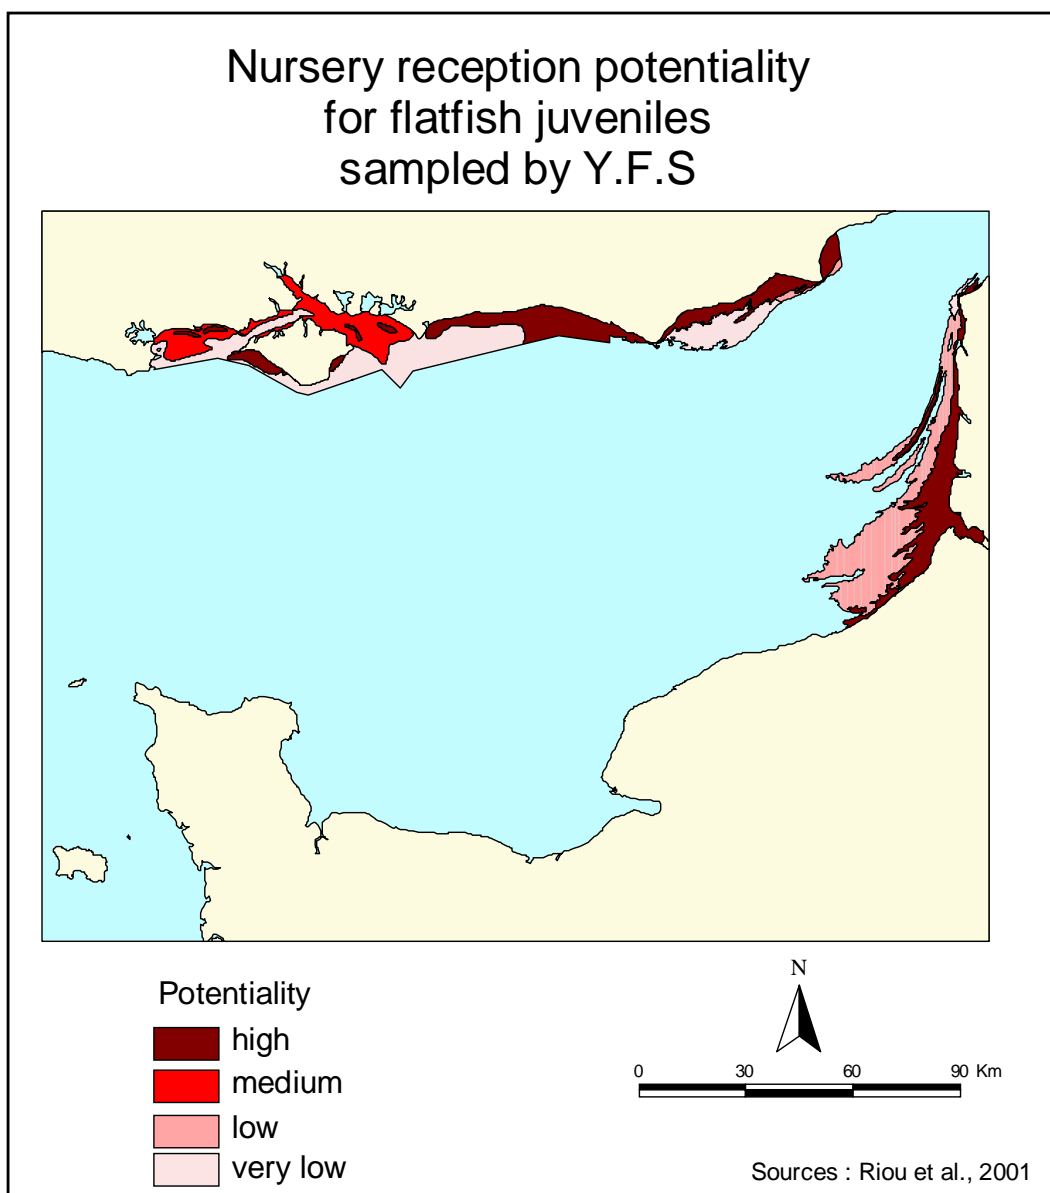 Nursery reception potentiality
for flatfish juveniles
sampled by Y.F.S
N
Potentiality
high
medium
low
very low
0 30 60 90 Km
Sources : Riou et al., 2001